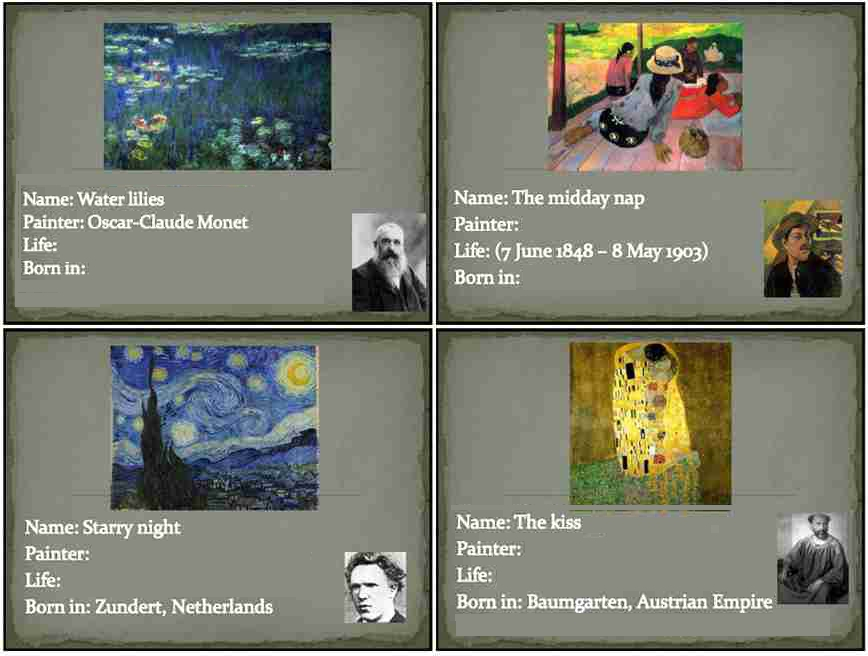 Name: Water lilies
Painter: Oscar-Claude Monet
Life:
Born in:
Name: The midday nap
Painter:
Life: (7 June 1848 – 8 May 1903)
Born in:
Name: Starry night
Painter:
Life:
Born in: Zundert, Netherlands
Name: The kiss
Painter:
Life:
Born in: Baumgarten, Austrian Empire